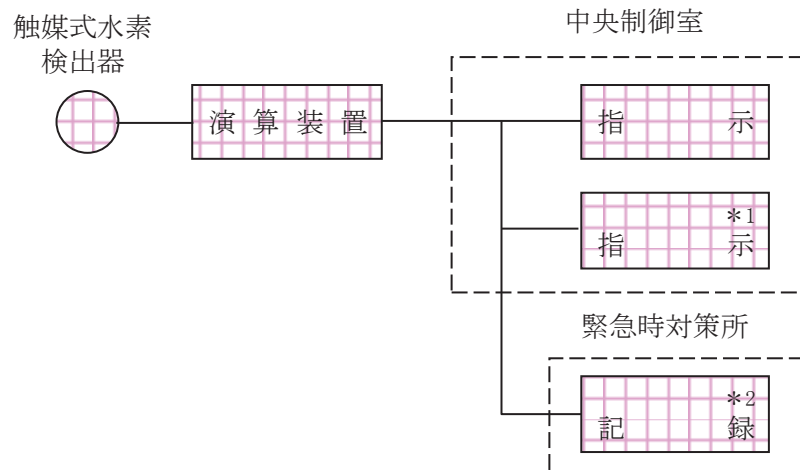 触媒式水素
検出器
中央制御室
演算装置
指示
*1
指示
緊急時対策所
*2
記録